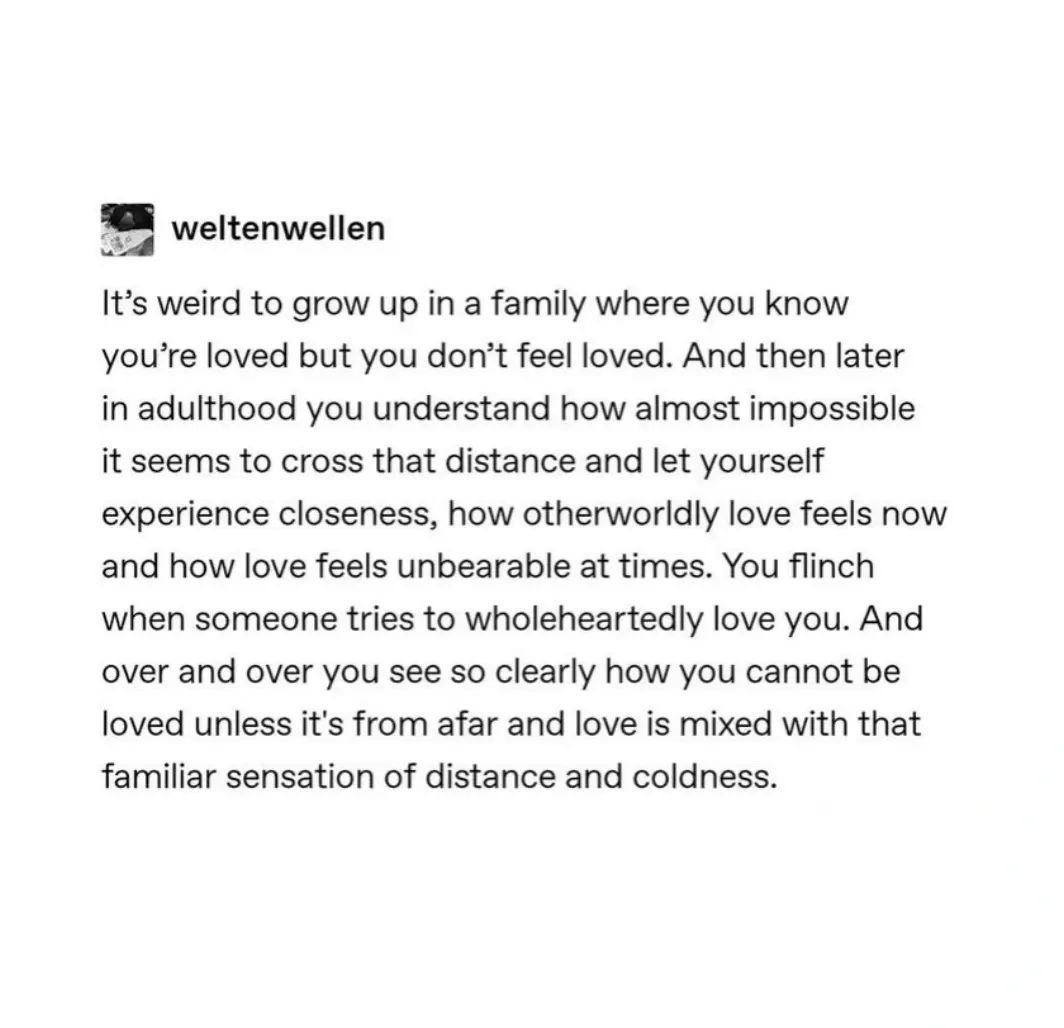 weltenwellen
It’s weird to grow up in a family where you know
you’re loved but you don’t feel loved. And then later
in adulthood you understand how almost impossible
it seems to cross that distance and let yourself
experience closeness, how otherworldly love feels now
and how love feels unbearable at times. You flinch
when someone tries to wholeheartedly love you. And
over and over you see so clearly how you cannot be
loved unless it's from afar and love is mixed with that
familiar sensation of distance and coldness.